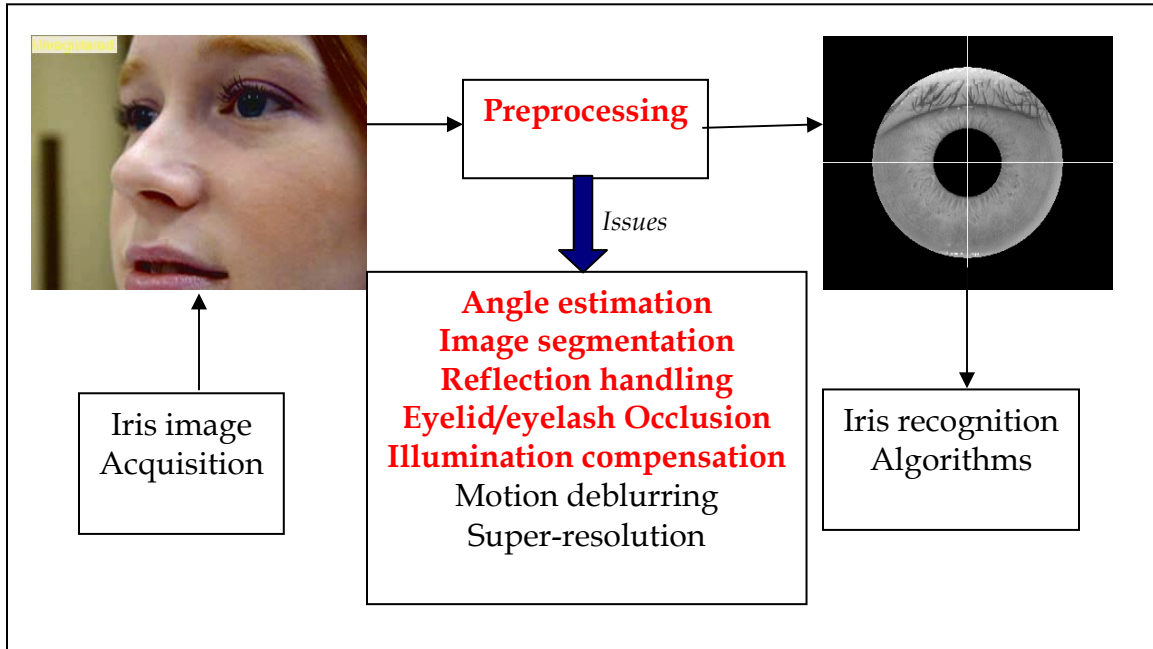 Unregistered
Preprocessing
Issues
Angle estimation
Image segmentation
Reflection handling
Eyelid/eyelash Occlusion
Illumination compensation
Motion deblurring
Super-resolution
Iris image
Acquisition
Iris recognition
Algorithms